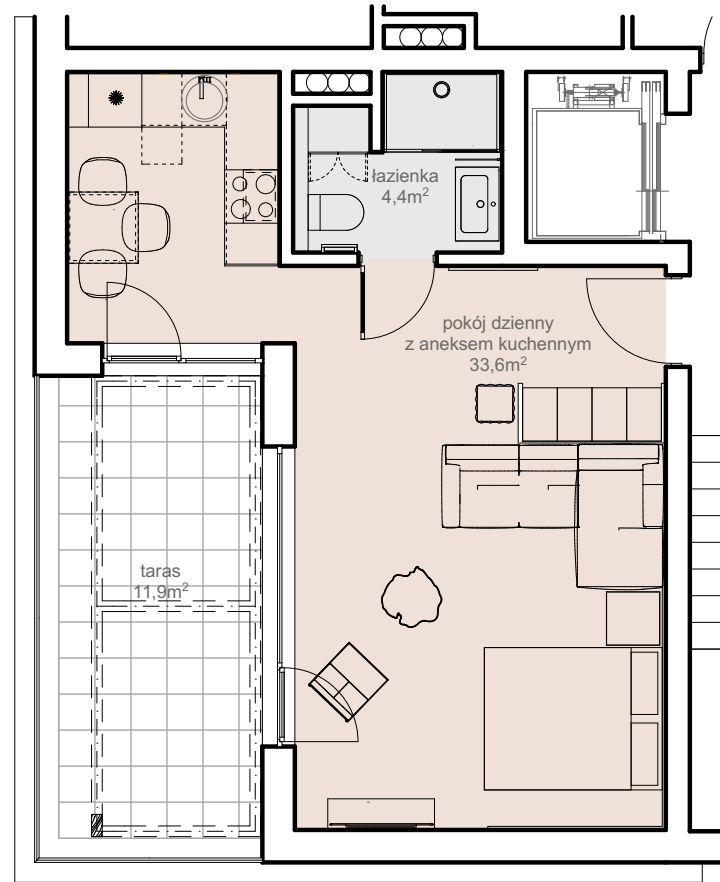 łazienka
4,4m²
pokój dzienny
z aneksem kuchennym
33,6m²
taras
11,9m²